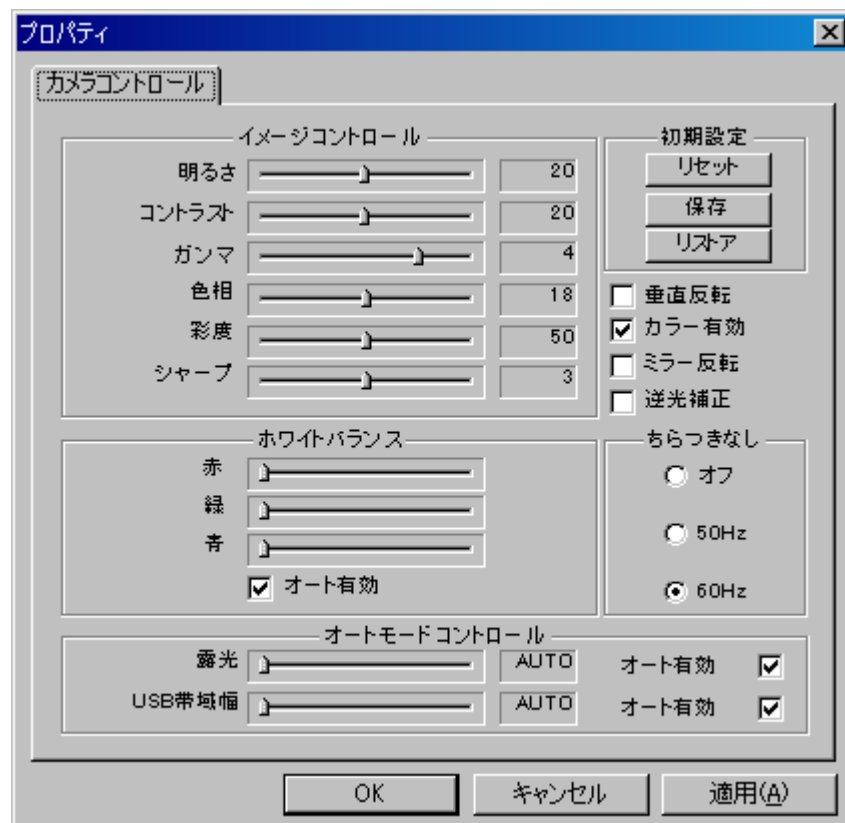 プロパティ
カメラコントロール
イメージコントロール
明るさ 20
コントラスト 20
ガンマ 4
色相 18
彩度 50
シャープ 3
初期設定
リセット
保存
リストア
垂直反転
カラー有効
ミラー反転
逆光補正
ホワイトバランス
赤
緑
青
オート有効
ちらつきなし
オフ
50Hz
60Hz
オートモードコントロール
露光 AUTO オート有効
USB帯域幅 AUTO オート有効
OK キャンセル 適用(A)